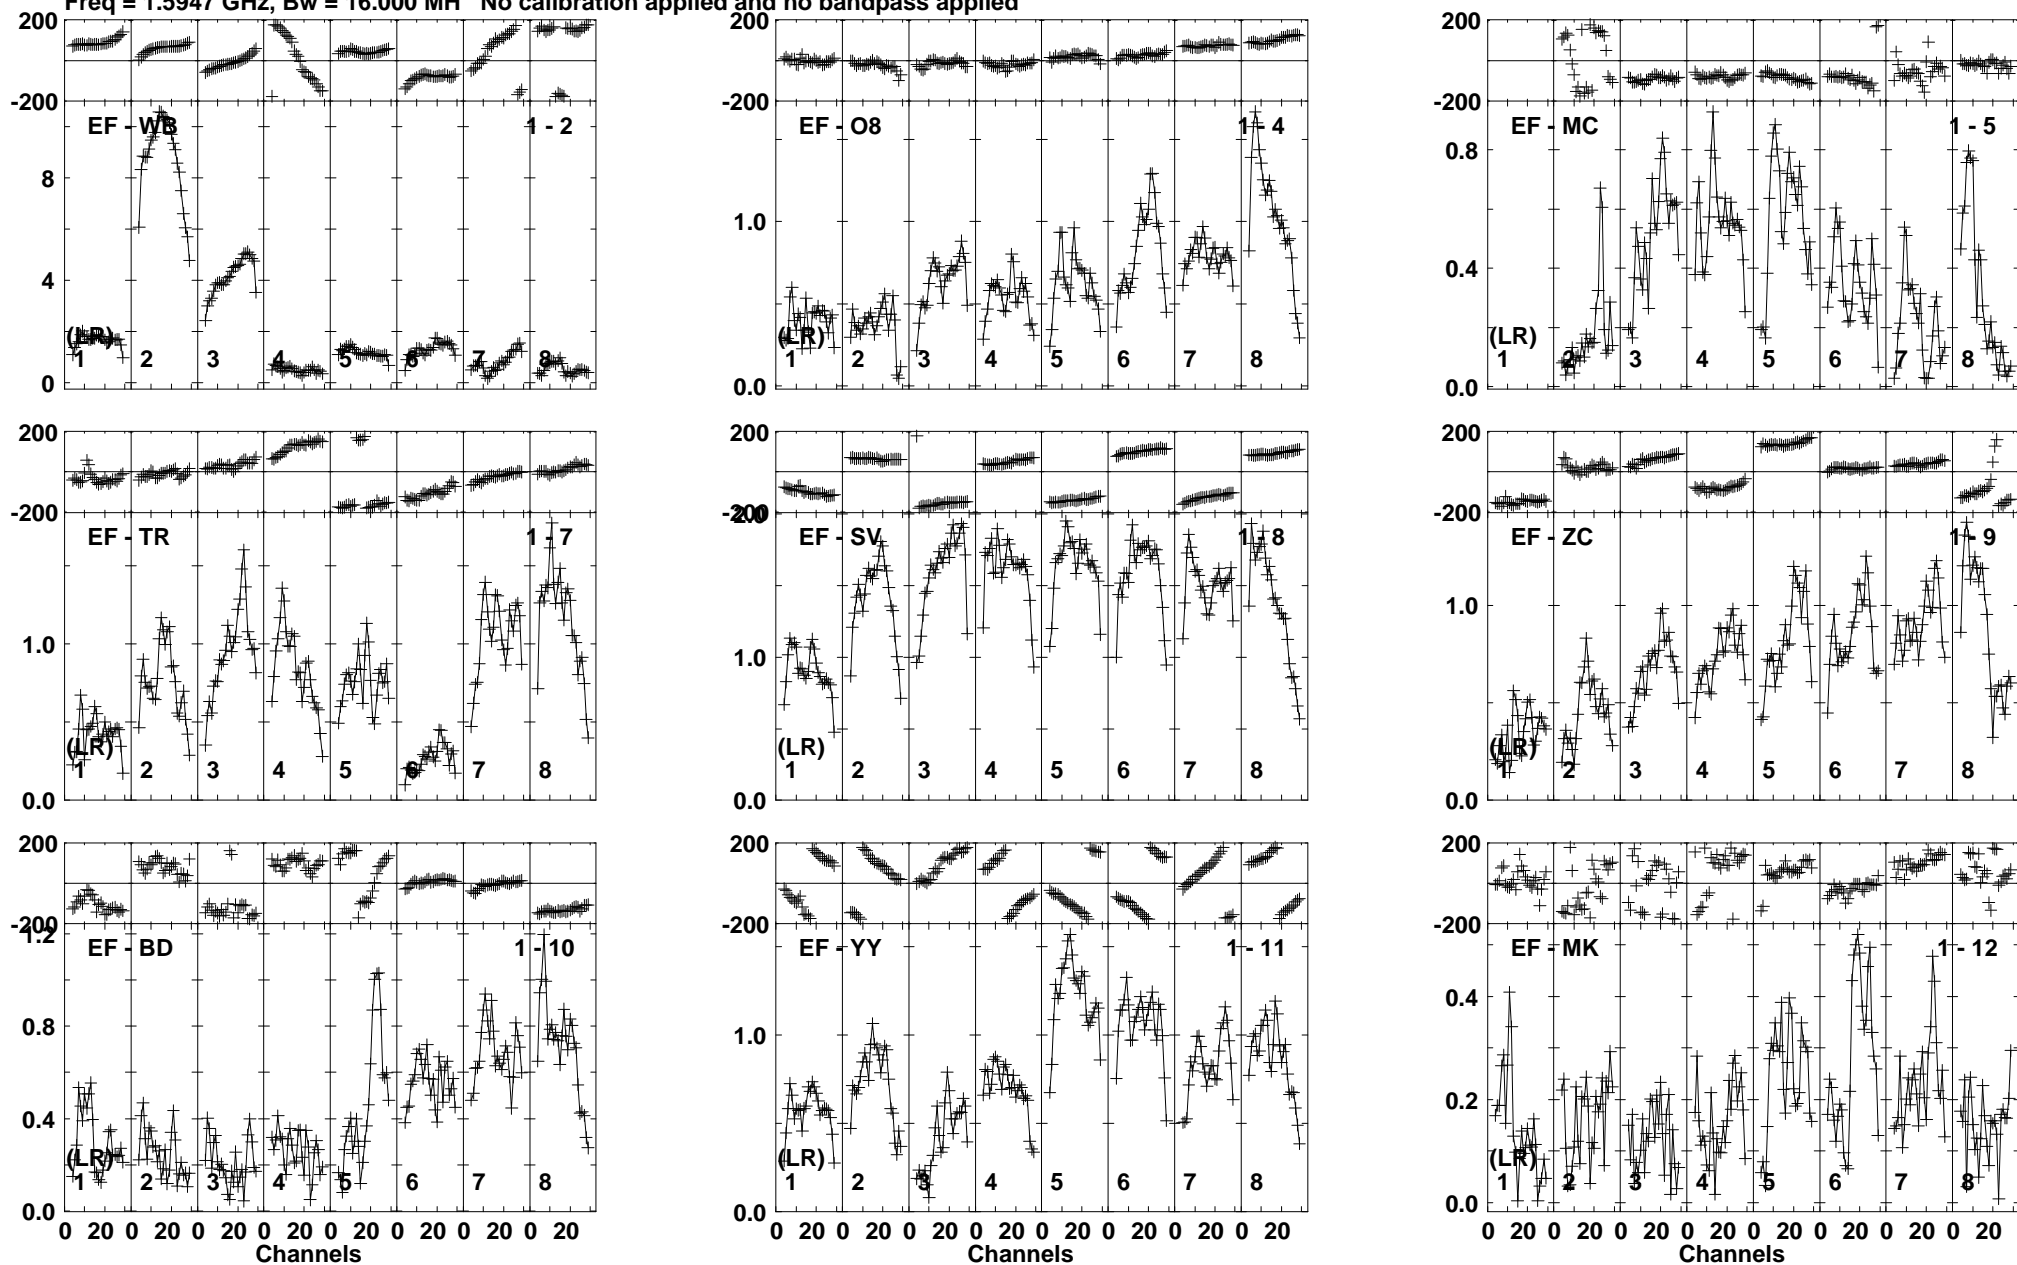 Freq = 1.5947 GHz, Bw = 16.000 MH No calibration applied and no bandpass applied
200
-200
EF - WB 1 - 2
8
4
0
(LR)
1 2 3 4 5 6 7 8
200
-200
EF - O8 1 - 4
1.0
0.0
(LR)
1 2 3 4 5 6 7 8
200
-200
EF - MC 1 - 5
0.8
0.4
0.0
(LR)
1 2 3 4 5 6 7 8
200
-200
EF - TR 1 - 7
1.0
0.0
(LR)
1 2 3 4 5 6 7 8
200
-200
2.0
EF - SV 1 - 8
1.0
0.0
(LR)
1 2 3 4 5 6 7 8
200
-200
EF - ZC 1 - 9
1.0
0.0
(LR)
1 2 3 4 5 6 7 8
200
-200
1.2
EF - BD 1 - 10
0.8
0.4
0.0
(LR)
1 2 3 4 5 6 7 8
0 20 0 20 0 20 0 20 0 20 0 20 0 20 0 20
Channels
200
-200
EF - YY 1 - 11
1.0
0.0
(LR)
1 2 3 4 5 6 7 8
0 20 0 20 0 20 0 20 0 20 0 20 0 20 0 20
Channels
200
-200
EF - MK 1 - 12
0.4
0.2
0.0
(LR)
1 2 3 4 5 6 7 8
0 20 0 20 0 20 0 20 0 20 0 20 0 20 0 20
Channels